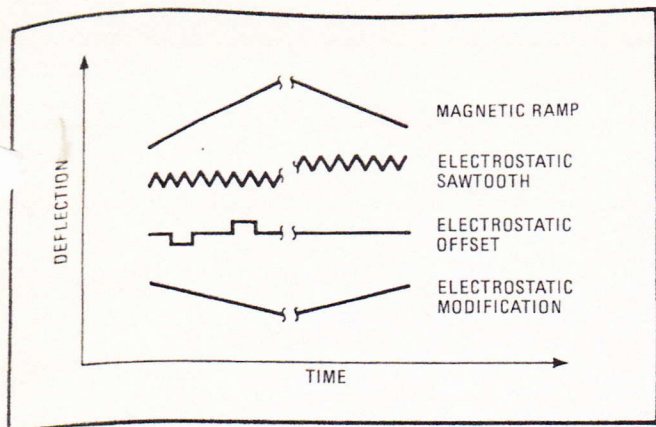 DEFLECTION
MAGNETIC RAMP
ELECTROSTATIC
SAWTOOTH
ELECTROSTATIC
OFFSET
ELECTROSTATIC
MODIFICATION
TIME